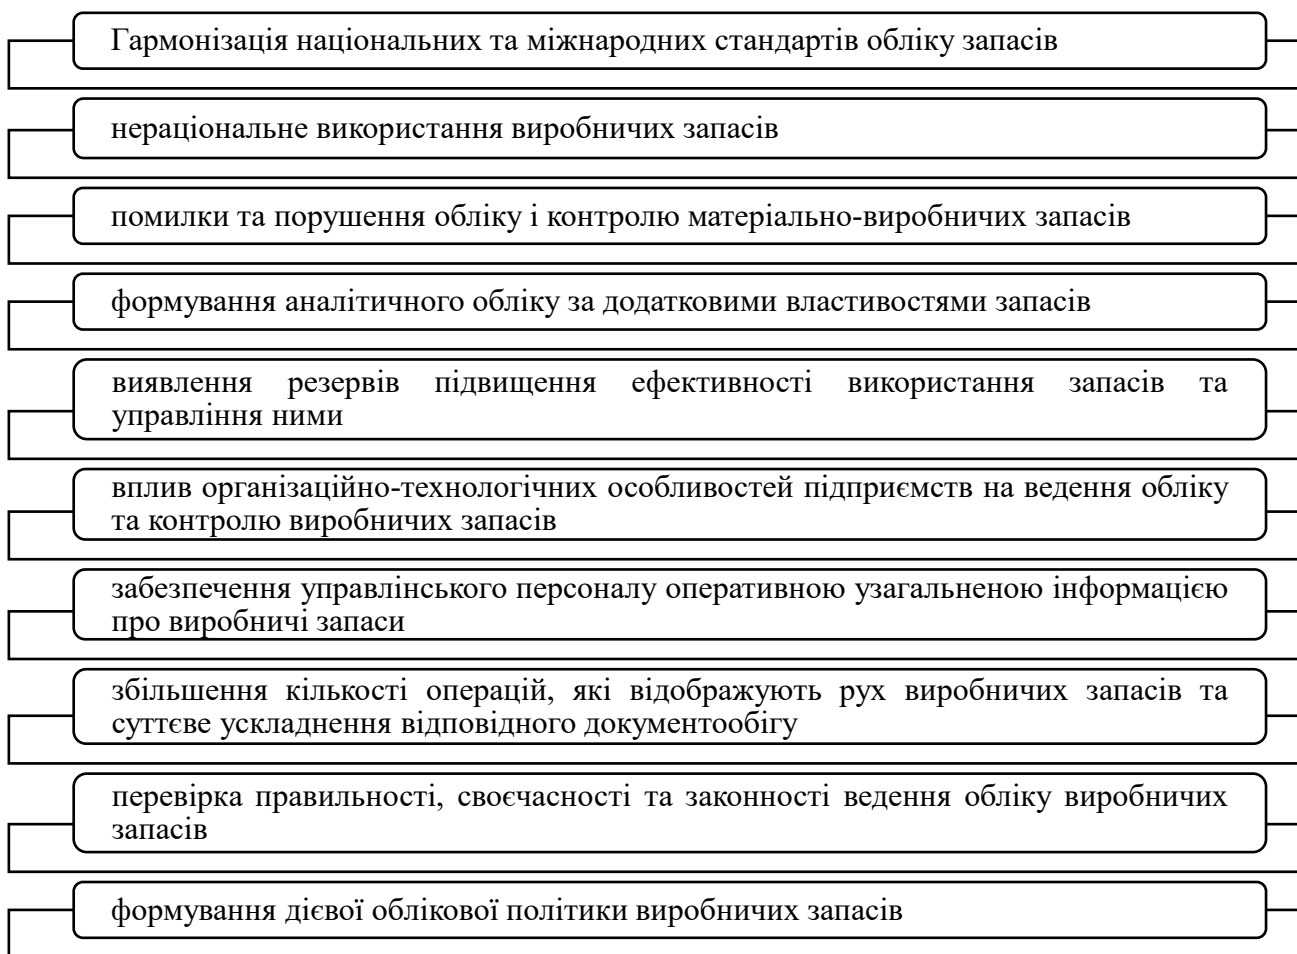 Гармонізація національних та міжнародних стандартів обліку запасів
нераціональне використання виробничих запасів
помилки та порушення обліку і контролю матеріально-виробничих запасів
формування аналітичного обліку за додатковими властивостями запасів
виявлення резервів підвищення ефективності використання запасів та
управління ними
вплив організаційно-технологічних особливостей підприємств на ведення обліку
та контролю виробничих запасів
забезпечення управлінського персоналу оперативною узагальненою інформацією
про виробничі запаси
збільшення кількості операцій, які відображують рух виробничих запасів та
суттєве ускладнення відповідного документообігу
перевірка правильності, своєчасності та законності ведення обліку виробничих
запасів
формування дієвої облікової політики виробничих запасів